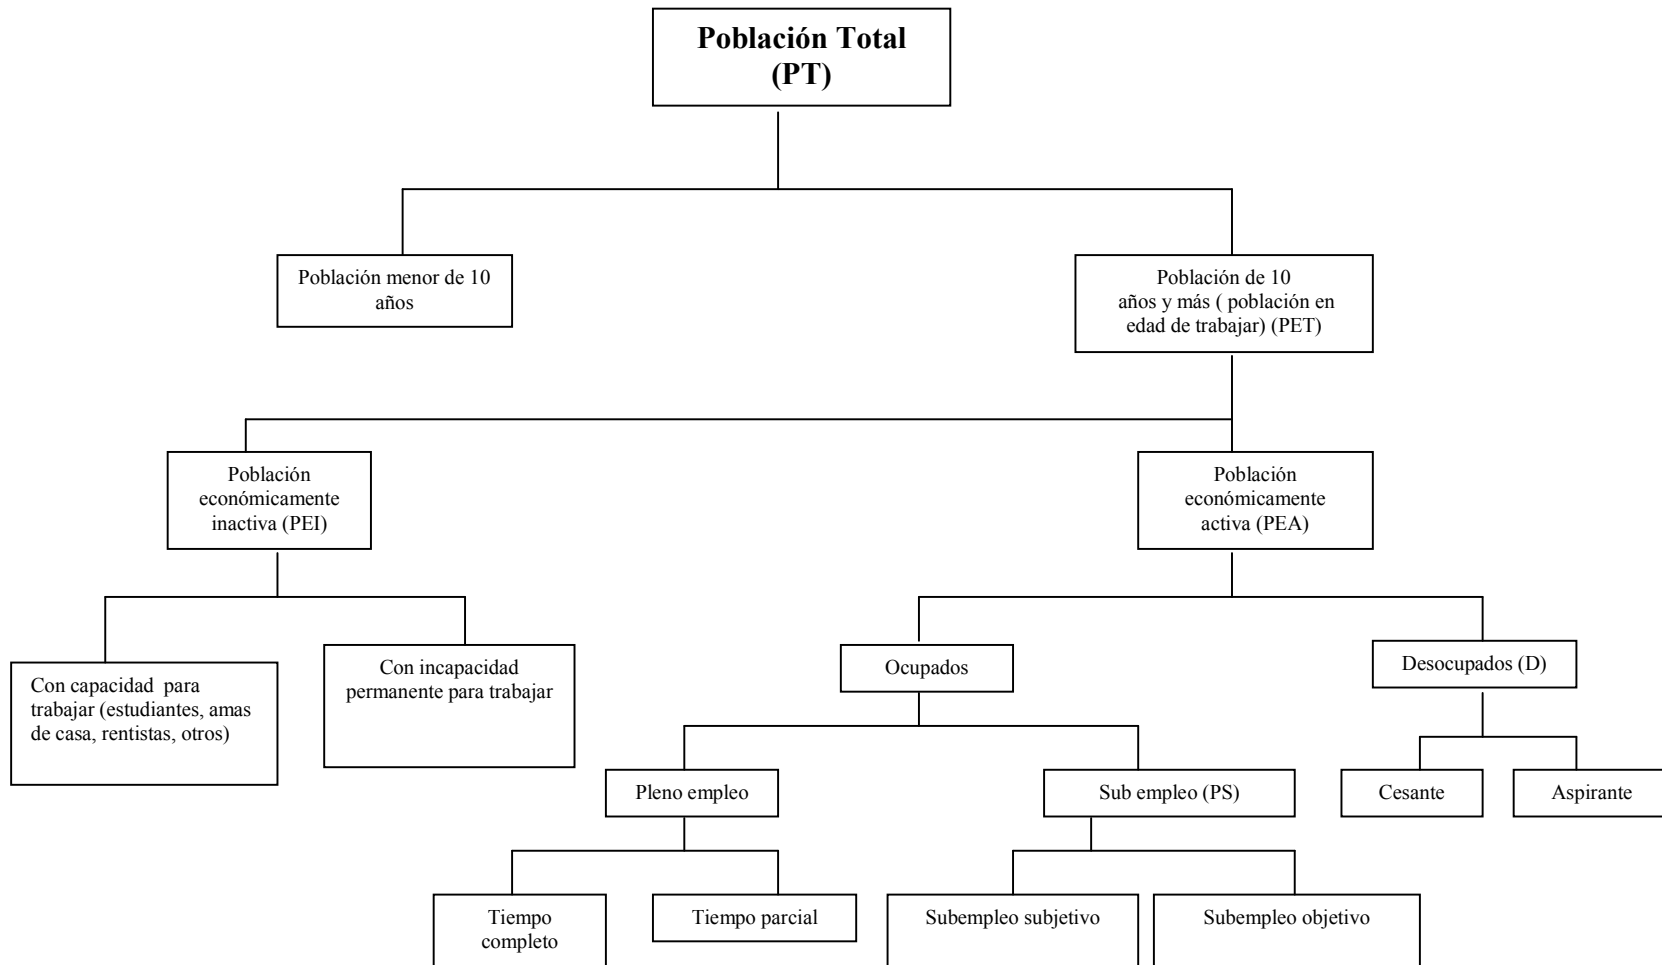 Población Total
(PT)
Población menor de 10
años
Población de 10
años y más ( población en
edad de trabajar) (PET)
Población
económicamente
inactiva (PEI)
Población
económicamente
activa (PEA)
Con capacidad para
trabajar (estudiantes, amas
de casa, rentistas, otros)
Con incapacidad
permanente para trabajar
Ocupados
Desocupados (D)
Pleno empleo
Sub empleo (PS)
Cesante
Aspirante
Tiempo
completo
Tiempo parcial
Subempleo subjetivo
Subempleo objetivo